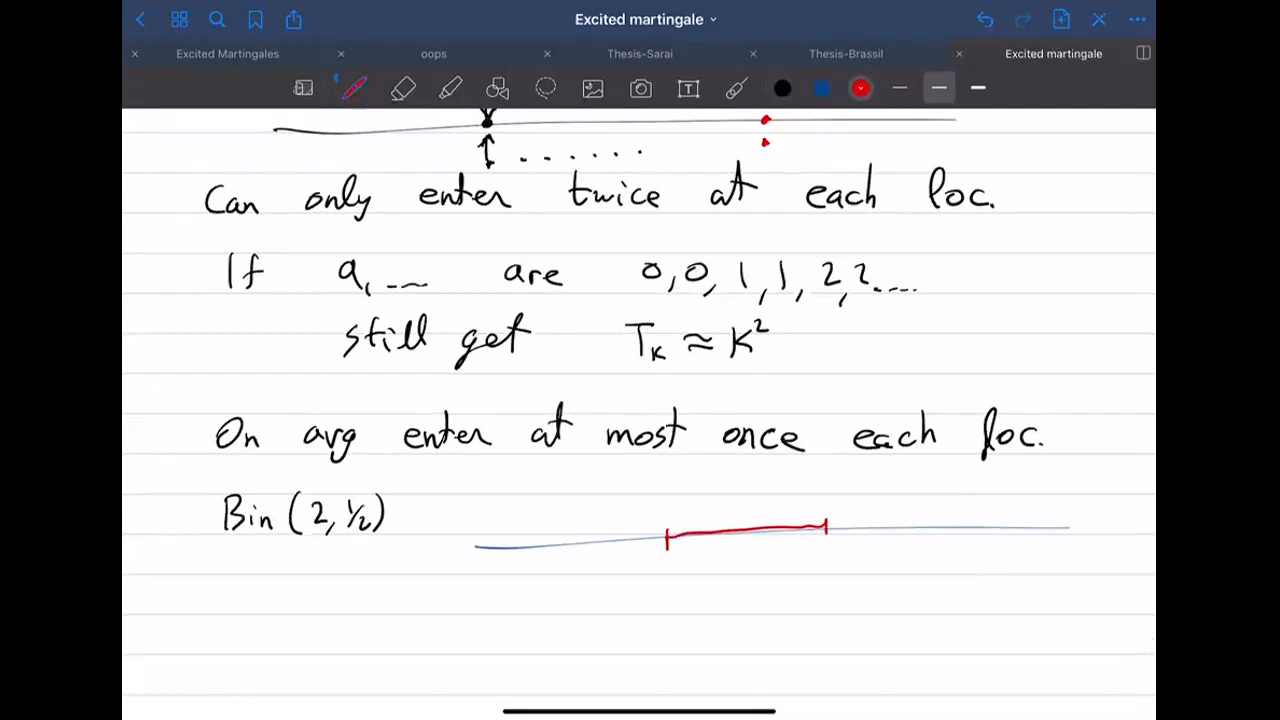 Excited martingale
Excited Martingales
oops
Thesis-Sarai
Thesis-Brassil
Excited martingale
T
. . . . . .
Can only enter twice at each loc.
If a, ... are 0, 0, 1, 1, 2, 2....
still get T_K ≈ K²
On avg enter at most once each loc.
Bin (2, 1/2)